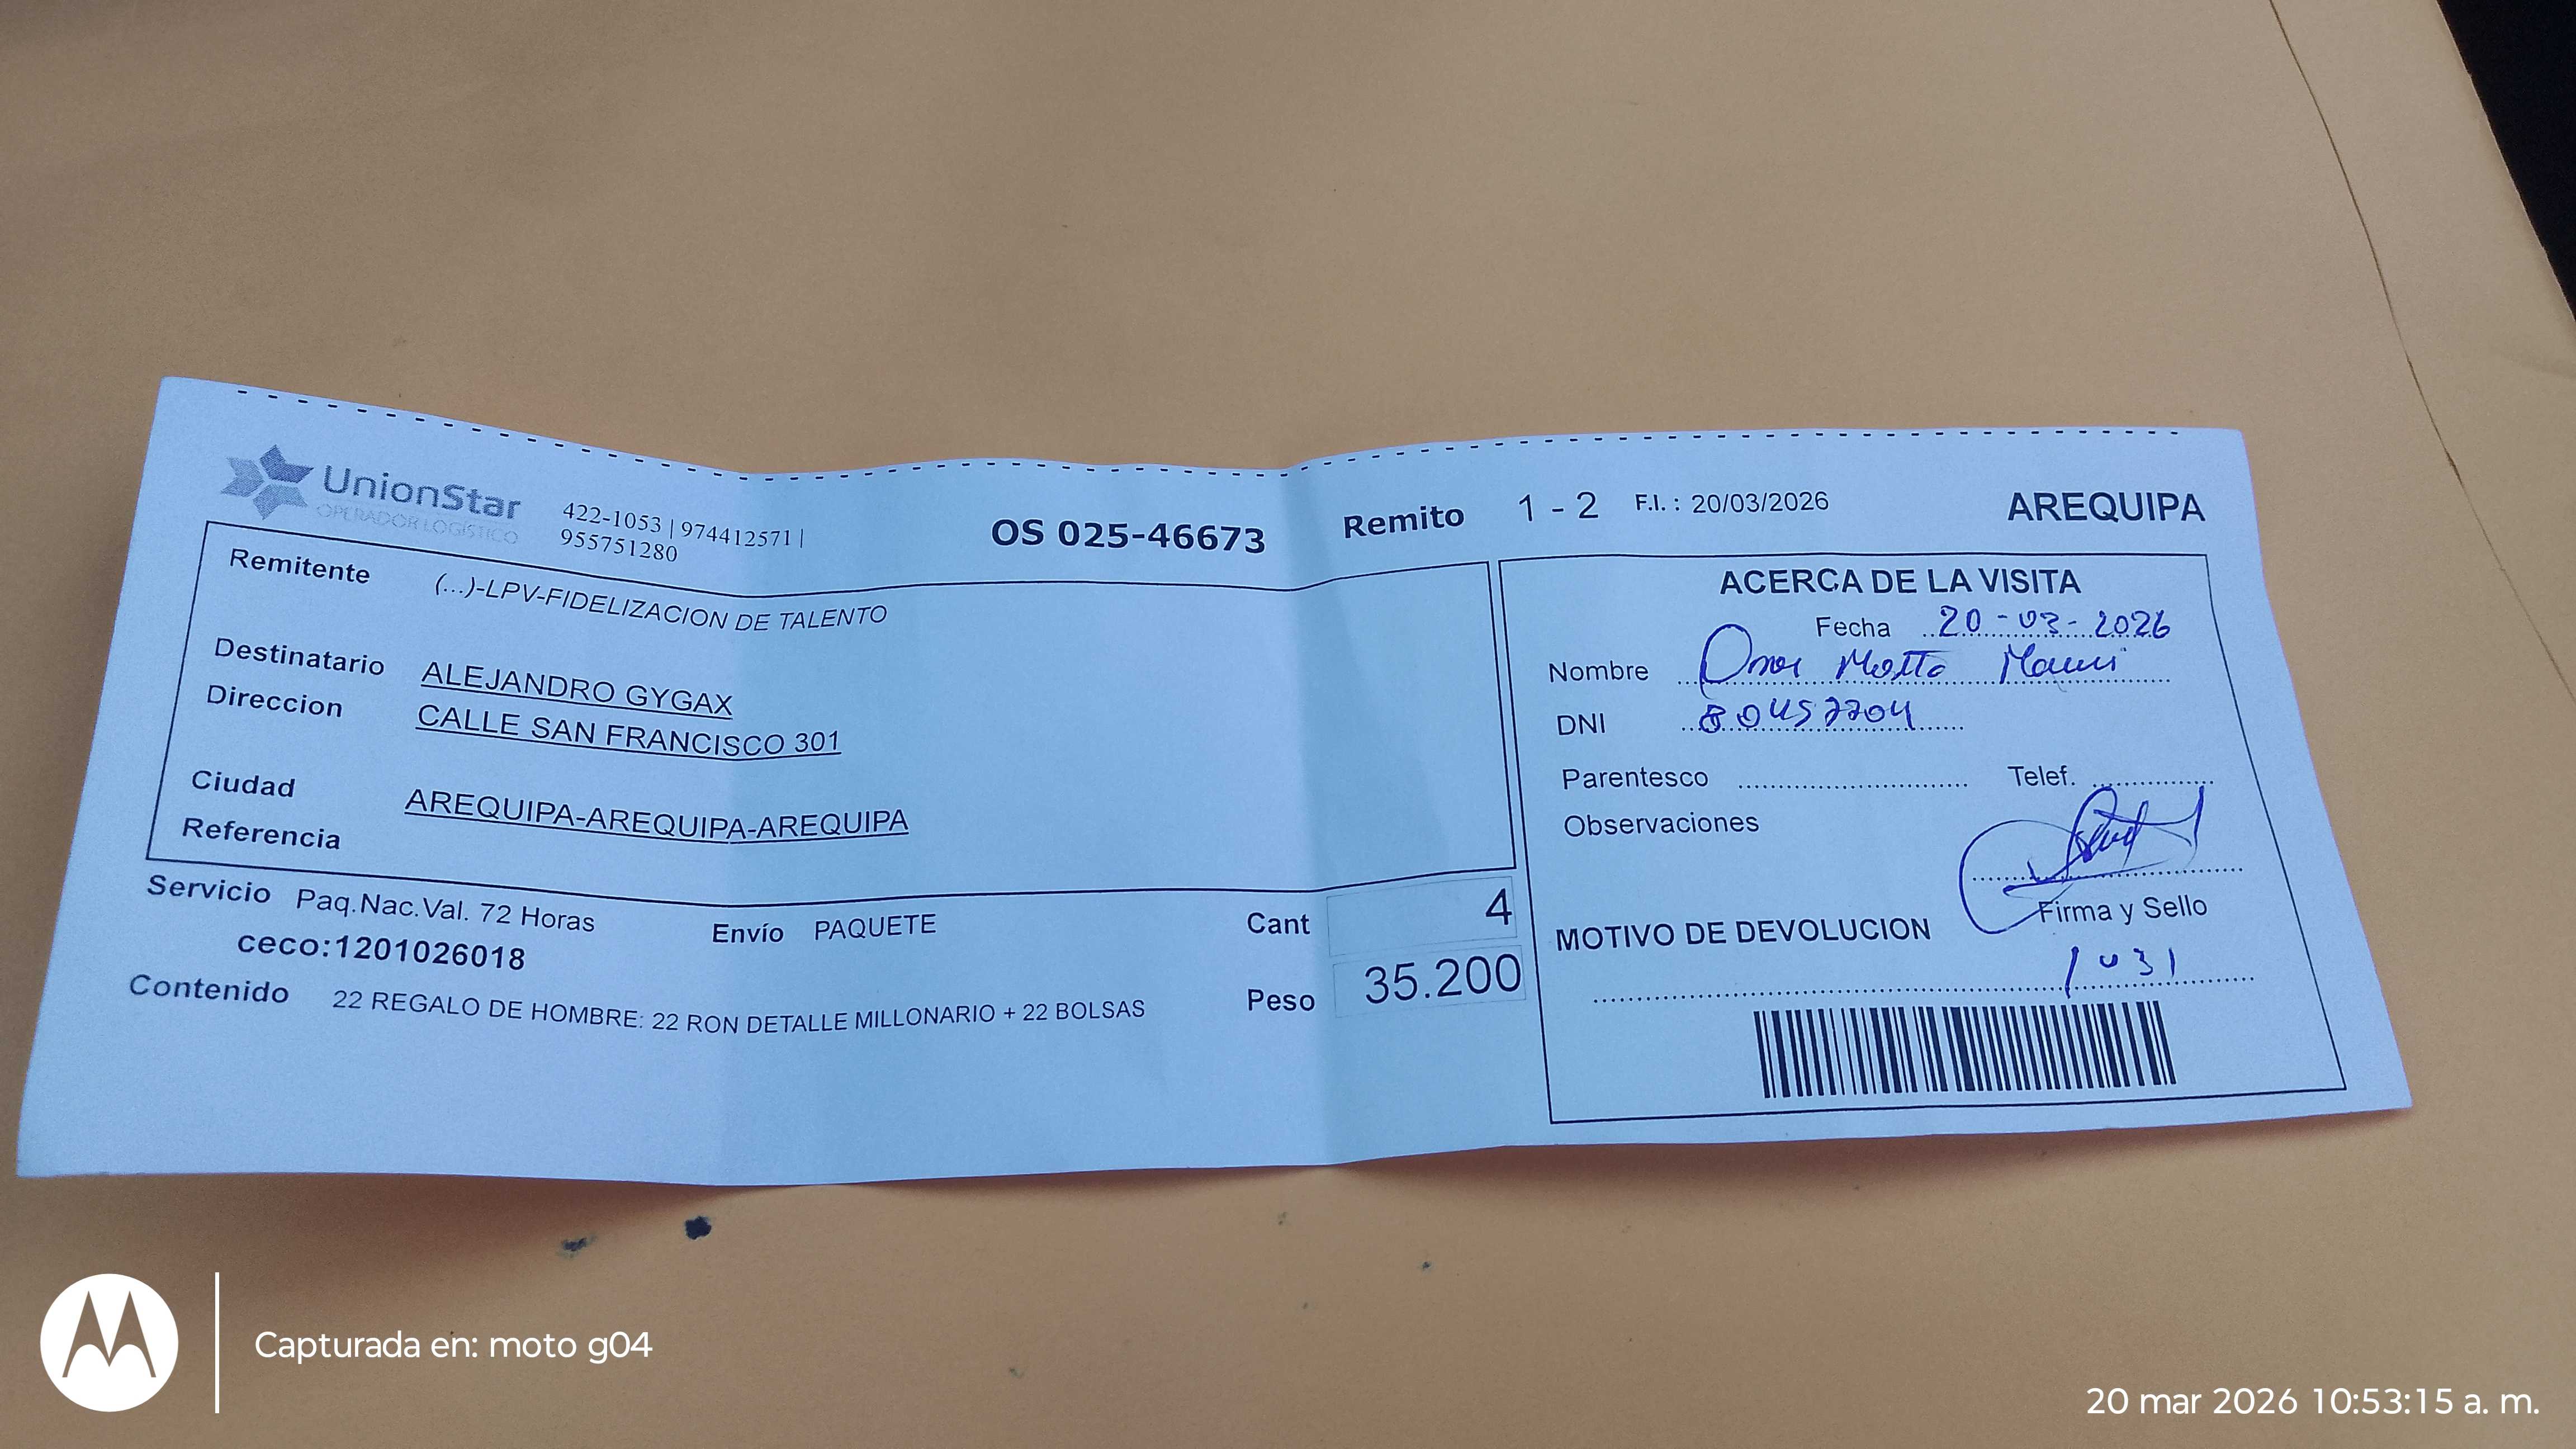 UnionStar
OPERADOR LOGÍSTICO
422-1053 | 974412571 |
955751280
OS 025-46673
Remito 1 - 2 F.I. : 20/03/2026
AREQUIPA
Remitente (...)-LPV-FIDELIZACION DE TALENTO
Destinatario ALEJANDRO GYGAX
Direccion CALLE SAN FRANCISCO 301
Ciudad AREQUIPA-AREQUIPA-AREQUIPA
Referencia
Servicio Paq.Nac.Val. 72 Horas
Envío PAQUETE
Cant 4
ceco:1201026018
Peso 35.200
Contenido 22 REGALO DE HOMBRE: 22 RON DETALLE MILLONARIO + 22 BOLSAS
ACERCA DE LA VISITA
Fecha 20-03-2026
Nombre Omar Motta
DNI
Parentesco Telef.
Observaciones
Firma y Sello
MOTIVO DE DEVOLUCION
1031
Capturada en: moto g04
20 mar 2026 10:53:15 a. m.